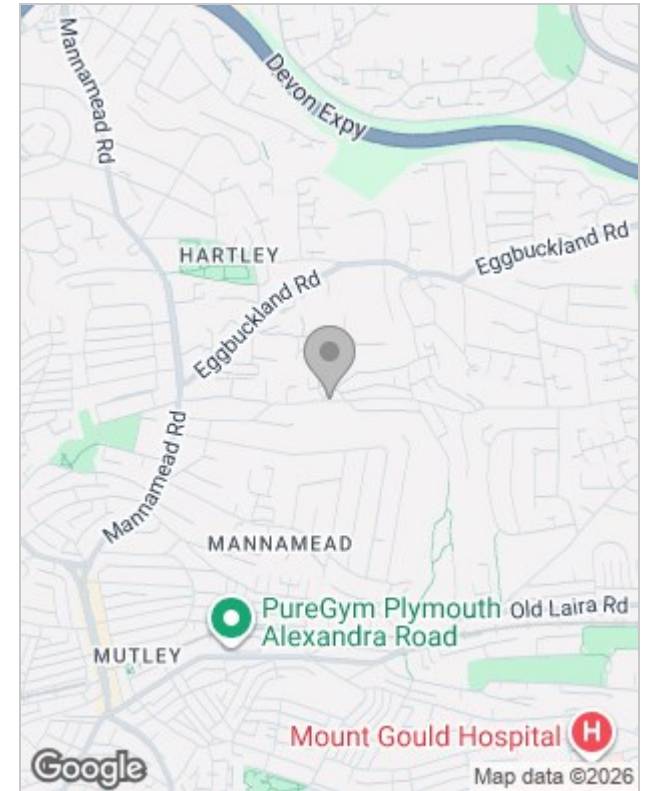 Mannamead Rd
Devon Expy
HARTLEY
Eggbuckland Rd
Eggbuckland Rd
Mannamead Rd
MANNAMEAD
PureGym Plymouth
Alexandra Road
Old Laira Rd
MUTLEY
Mount Gould Hospital
H
Google
Map data ©2026